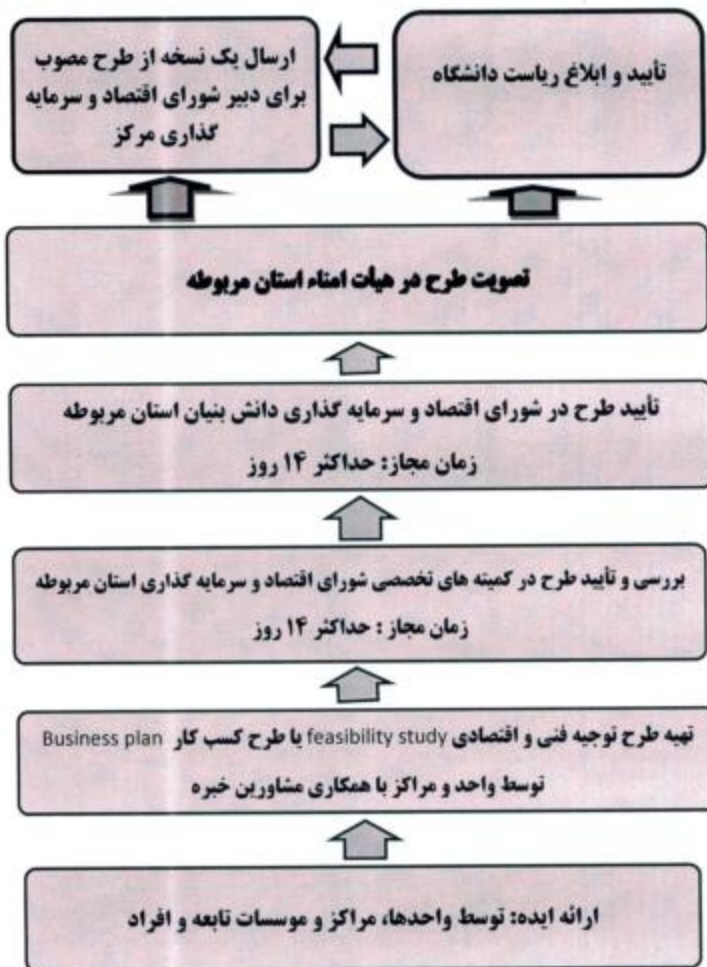 تأیید و ابلاغ ریاست دانشگاه
ارسال یک نسخه از طرح مصوب
برای دبیر شورای اقتصاد و سرمایه
گذاری مرکز
تصویت طرح در هیأت امناء استان مربوطه
تأیید طرح در شورای اقتصاد و سرمایه گذاری دانش بنیان استان مربوطه
زمان مجاز: حداکثر ۱۴ روز
بررسی و تأیید طرح در کمیته های تخصصی شورای اقتصاد و سرمایه گذاری استان مربوطه
زمان مجاز : حداکثر ۱۴ روز
تهیه طرح توجیه فنی و اقتصادی feasibility study یا طرح کسب کار Business plan
توسط واحد و مراکز با همکاری مشاورین خبره
ارائه ایده: توسط واحدها، مراکز و موسسات تابعه و افراد